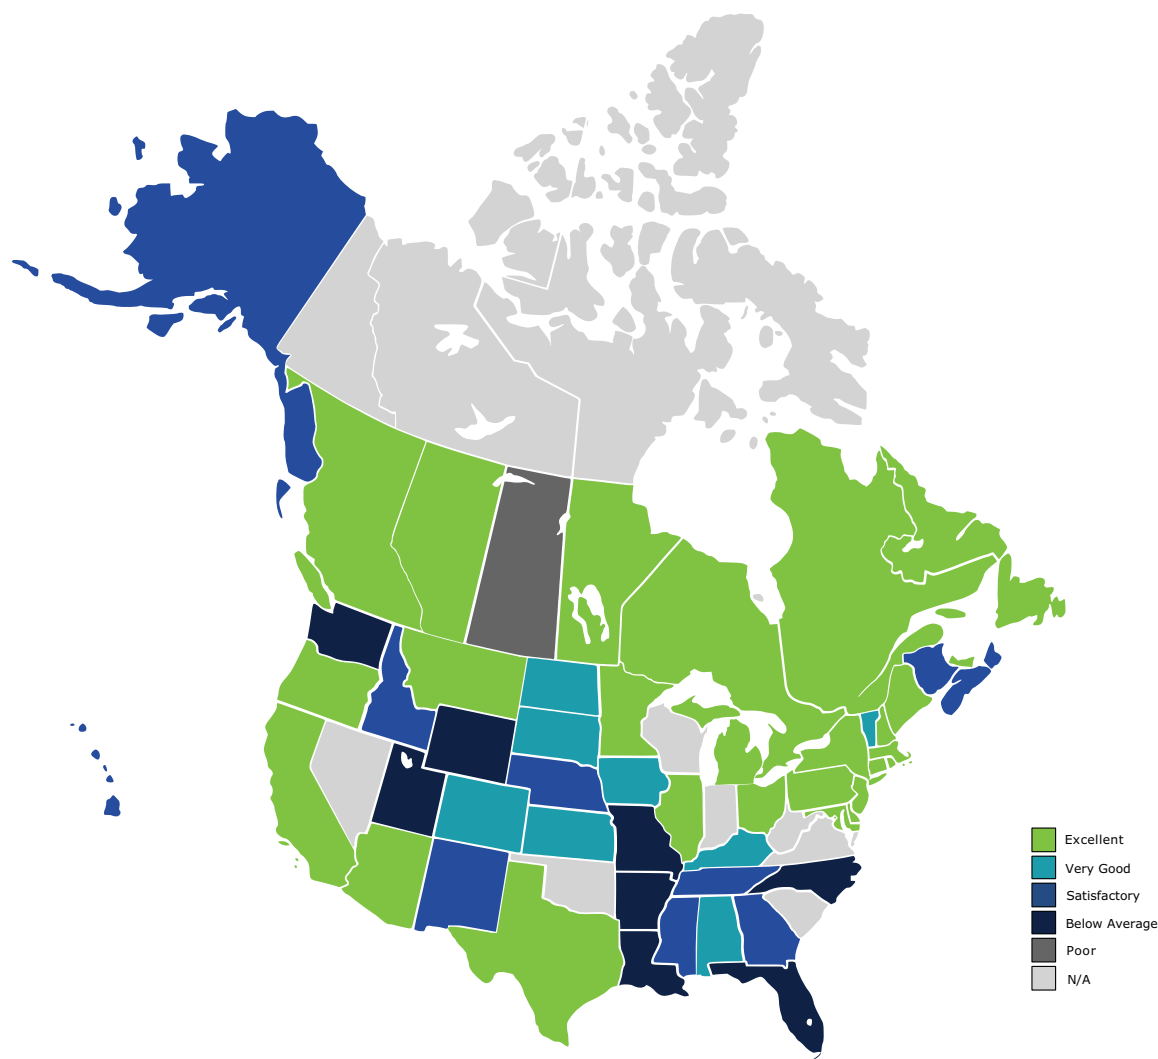 Excellent
Very Good
Satisfactory
Below Average
Poor
N/A